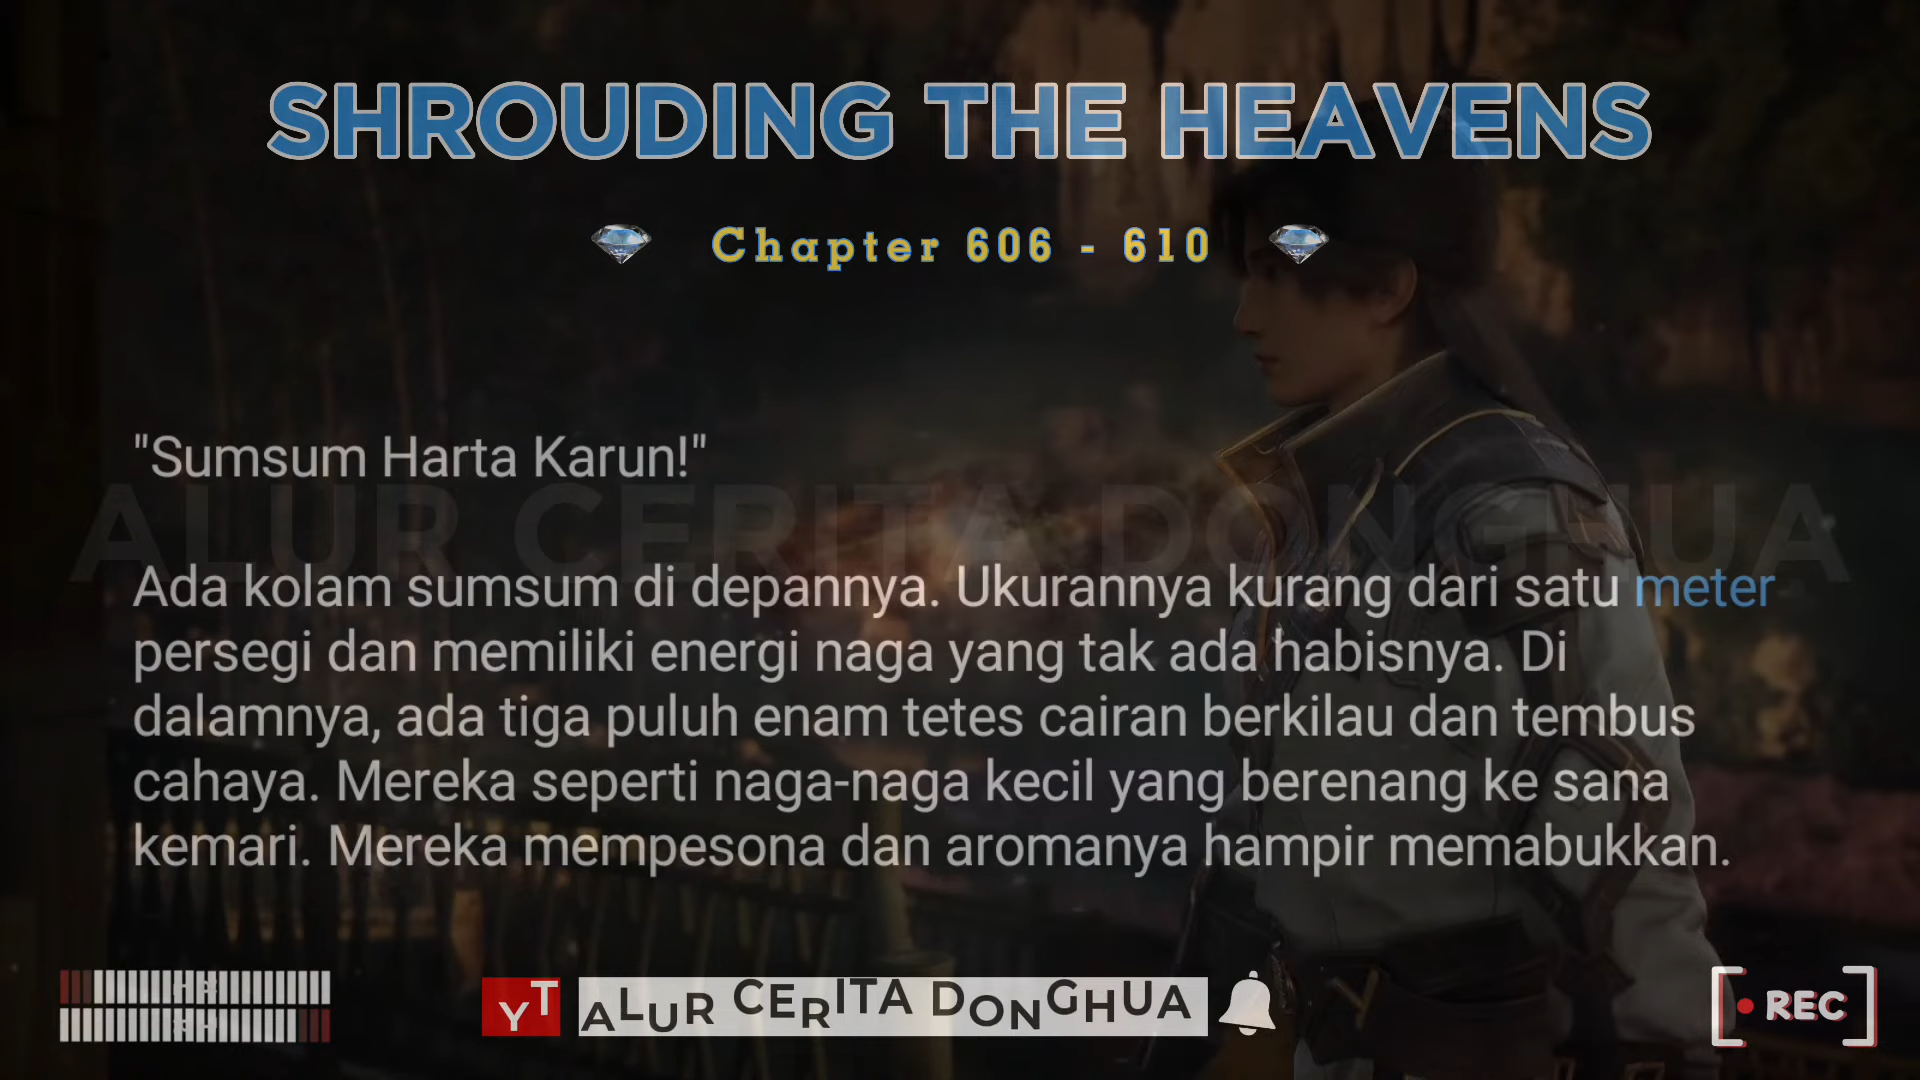 SHROUDING THE HEAVENS
Chapter 606 - 610
"Sumsum Harta Karun!"
ALUR CERITA DONGHUA
Ada kolam sumsum di depannya. Ukurannya kurang dari satu meter
persegi dan memiliki energi naga yang tak ada habisnya. Di
dalamnya, ada tiga puluh enam tetes cairan berkilau dan tembus
cahaya. Mereka seperti naga-naga kecil yang berenang ke sana
kemari. Mereka mempesona dan aromanya hampir memabukkan.
YT ALUR CERITA DONGHUA
REC